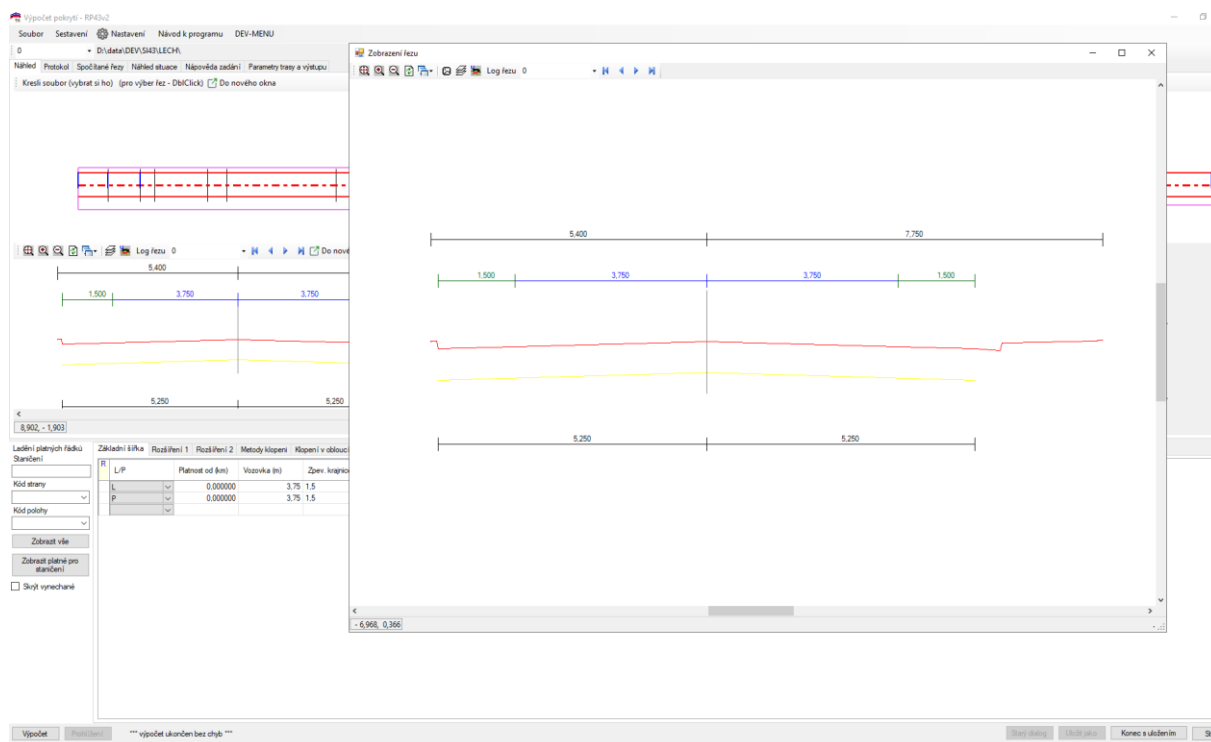 Výpočet pokrytí - RP43v2
Soubor Sestavení Nastavení Návod k programu DEV-MENU
0 D:\data\DEV\SI43\LECH\
Náhled Protokol Spočítané řezy Náhled situace Nápověda zadání Parametry trasy a výstupu
Kresli soubor (vybrat si ho) (pro výber řez - DblClick) Do nového okna
Log řezu 0 Do nové
5,400
1,500 3,750 3,750
5,250 5,250
8,902, - 1,903
Zobrazení řezu
Log řezu 0
5,400 7,750
1,500 3,750 3,750 1,500
5,250 5,250
- 6,968, 0,366
Ladění platných řádků
Staničení
Kód strany
Kód polohy
Zobrazit vše
Zobrazit platné pro staničení
Skrýt vynechané
Základní šířka Rozšíření 1 Rozšíření 2 Metody klopení Klopení v oblouc
R L/P Platnost od (km) Vozovka (m) Zpev. krajnic
L 0,000000 3,75 1,5
P 0,000000 3,75 1,5
Výpočet Prohlížení *** výpočet ukončen bez chyb *** Starý dialog Uložit jako Konec s uložením St